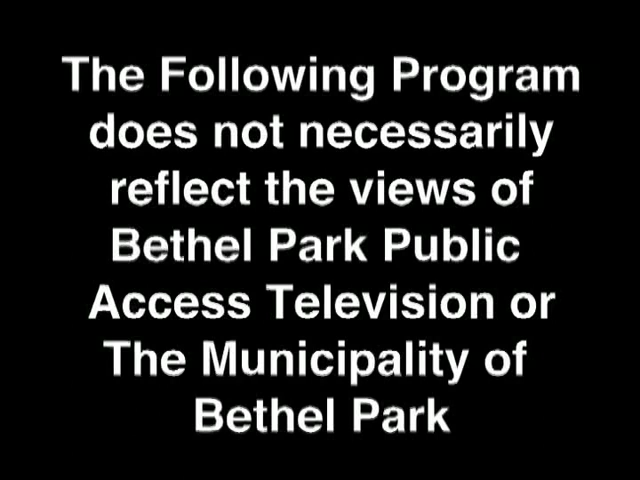 The Following Program
does not necessarily
reflect the views of
Bethel Park Public
Access Television or
The Municipality of
Bethel Park